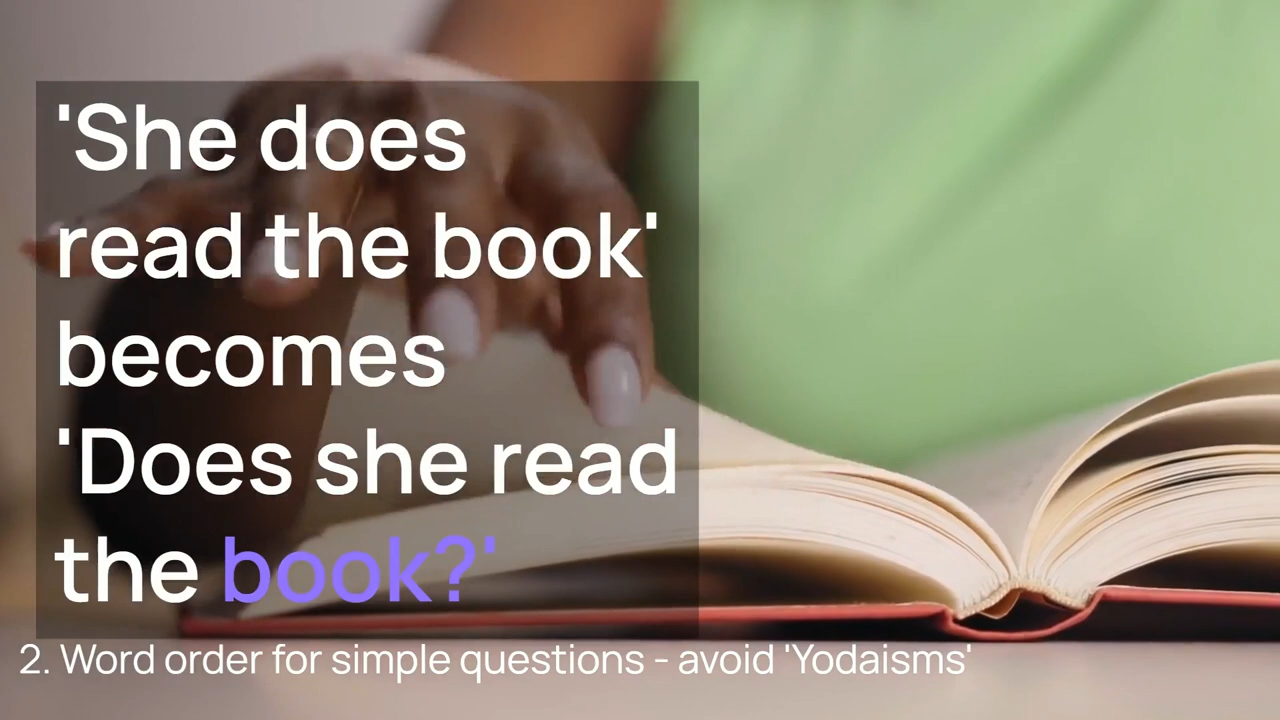 'She does
read the book'
becomes
'Does she read
the book?'
2. Word order for simple questions - avoid 'Yodaisms'